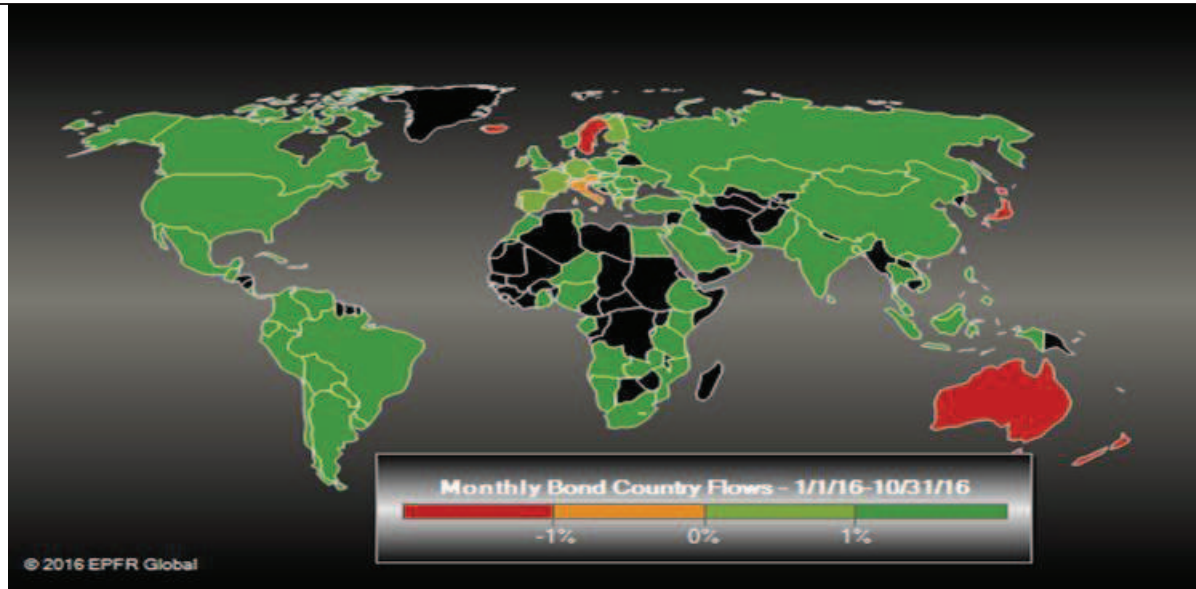 Monthly Bond Country Flows - 1/1/16-10/31/16
-1% 0% 1%
© 2016 EPFR Global